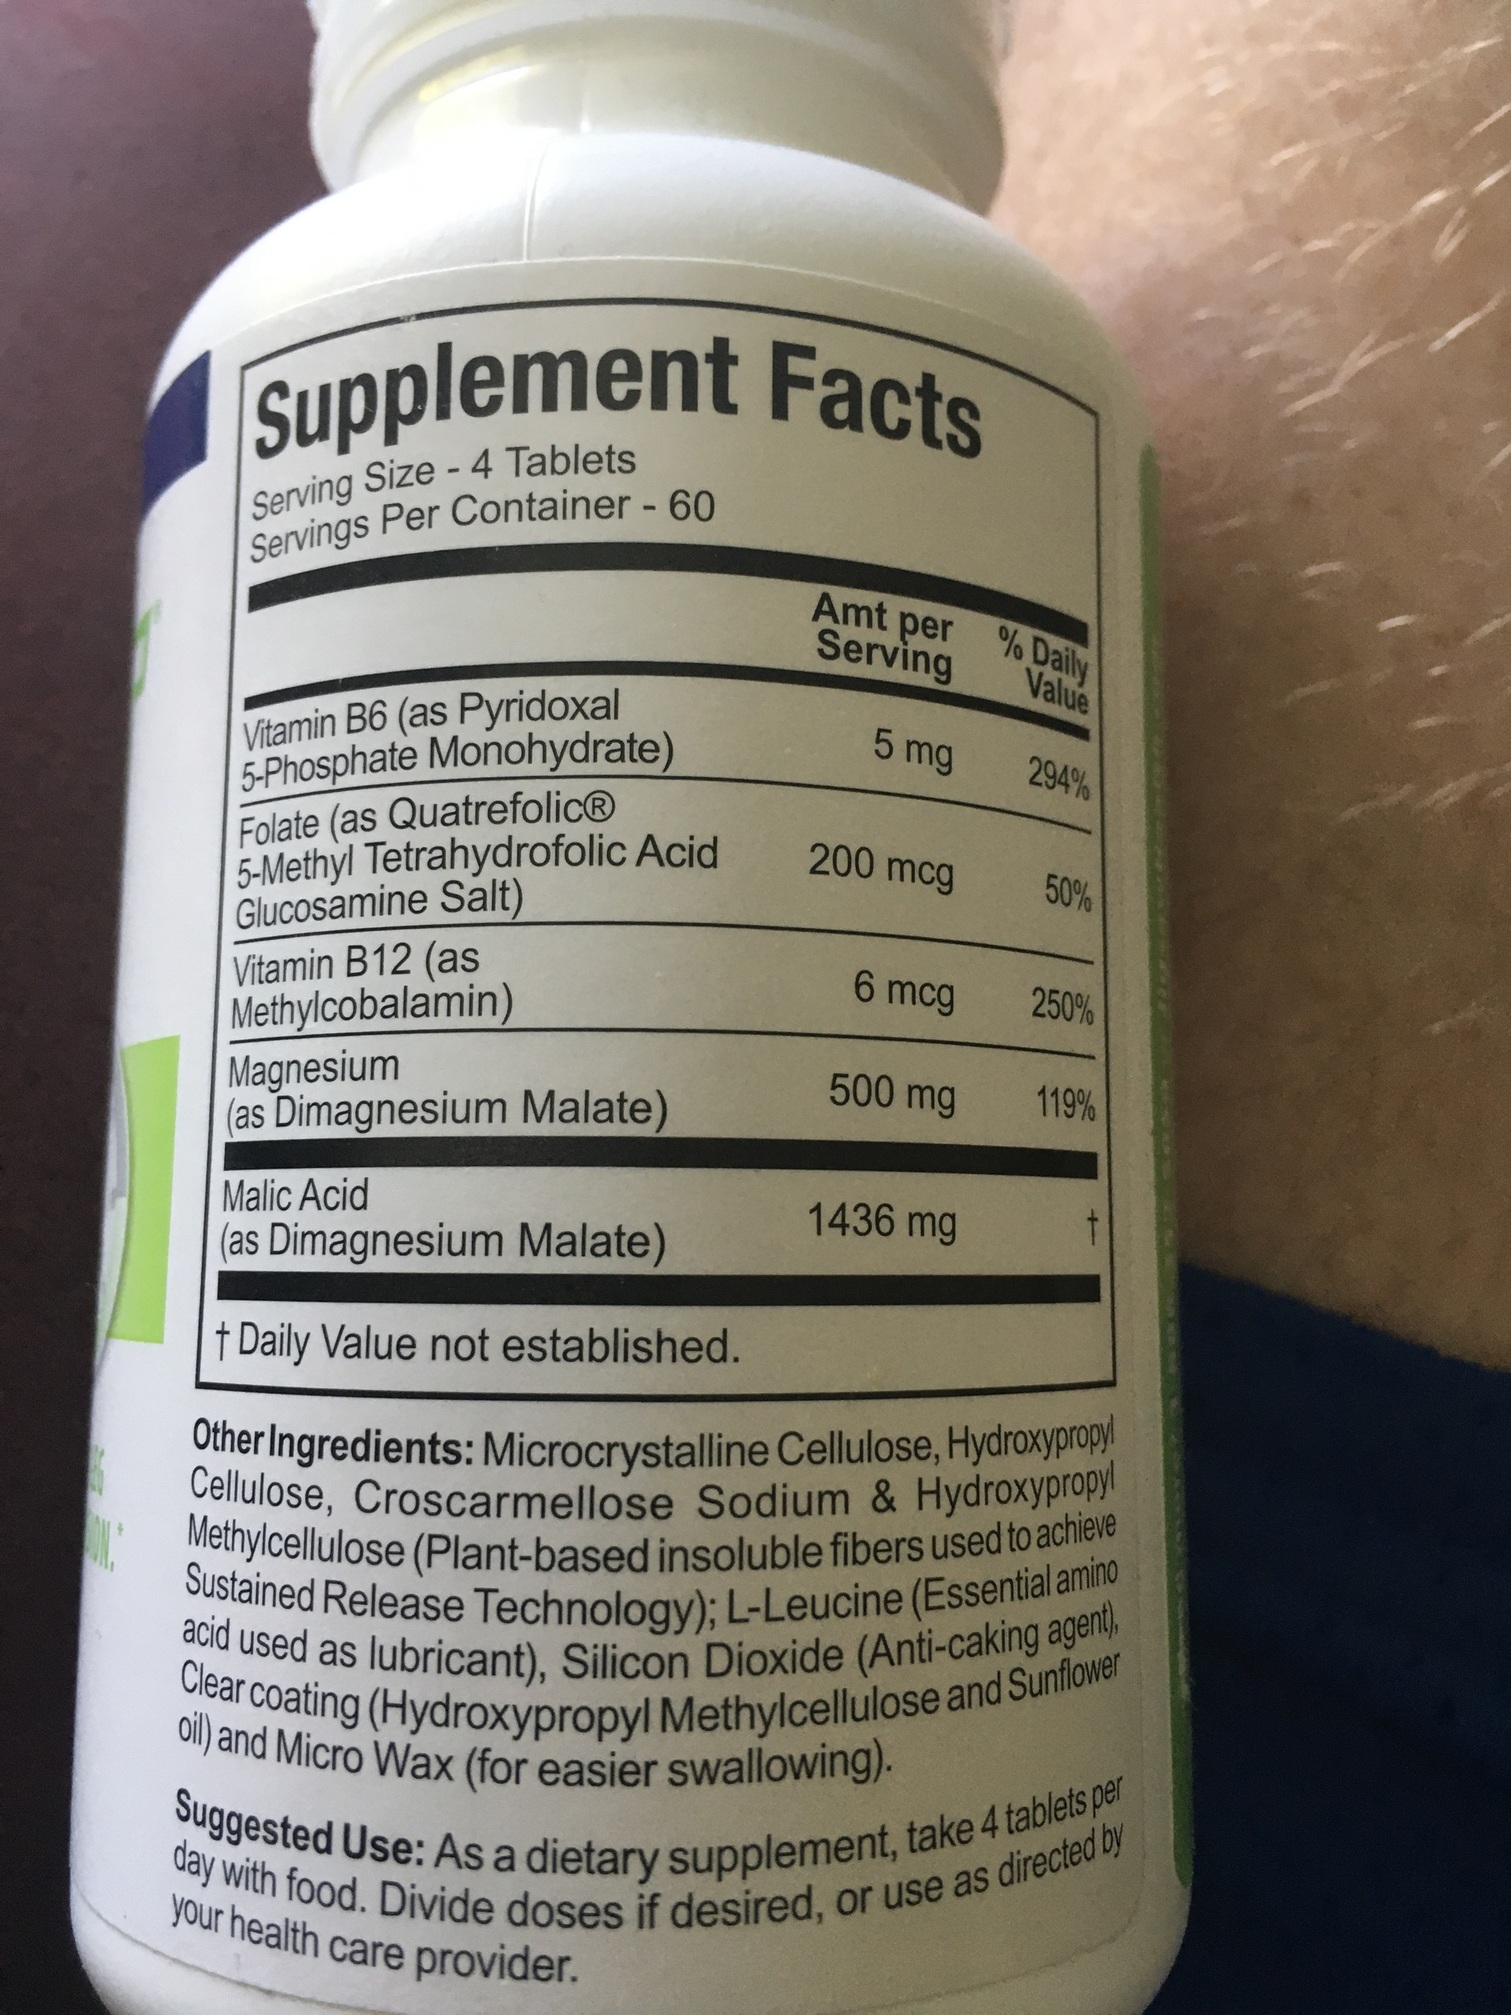 Supplement Facts
Serving Size - 4 Tablets
Servings Per Container - 60
Amt per
Serving
% Daily
Value
Vitamin B6 (as Pyridoxal
5-Phosphate Monohydrate)
5 mg
294%
Folate (as Quatrefolic®
5-Methyl Tetrahydrofolic Acid
Glucosamine Salt)
200 mcg
50%
Vitamin B12 (as
Methylcobalamin)
6 mcg
250%
Magnesium
(as Dimagnesium Malate)
500 mg
119%
Malic Acid
(as Dimagnesium Malate)
1436 mg
†
† Daily Value not established.
Other Ingredients: Microcrystalline Cellulose, Hydroxypropyl
Cellulose, Croscarmellose Sodium & Hydroxypropyl
Methylcellulose (Plant-based insoluble fibers used to achieve
Sustained Release Technology); L-Leucine (Essential amino
acid used as lubricant), Silicon Dioxide (Anti-caking agent),
Clear coating (Hydroxypropyl Methylcellulose and Sunflower
oil) and Micro Wax (for easier swallowing).
Suggested Use: As a dietary supplement, take 4 tablets per
day with food. Divide doses if desired, or use as directed by
your health care provider.